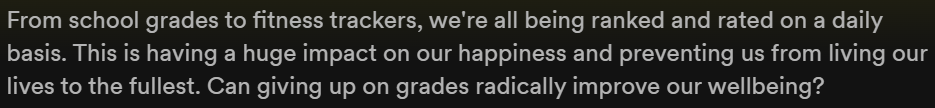 From school grades to fitness trackers, we're all being ranked and rated on a daily
basis. This is having a huge impact on our happiness and preventing us from living our
lives to the fullest. Can giving up on grades radically improve our wellbeing?